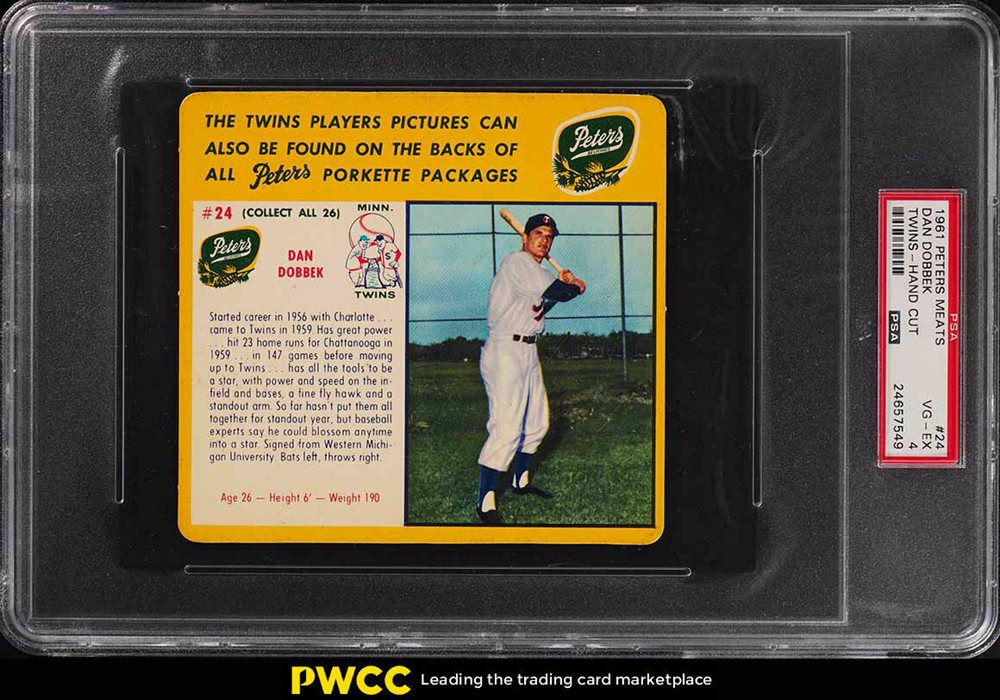 THE TWINS PLAYERS PICTURES CAN
ALSO BE FOUND ON THE BACKS OF
ALL Peter's PORKETTE PACKAGES
Peters
#24 (COLLECT ALL 26)
Peters
DAN
DOBBEK
MINN.
TWINS
Started career in 1956 with Charlotte . . .
came to Twins in 1959. Has great power
. . . hit 23 home runs for Chattanooga in
1959 . . . in 147 games before moving
up to Twins . . . has all the tools to be
a star, with power and speed on the in-
field and bases, a fine fly hawk and a
standout arm. So far hasn't put them all
together for standout year, but baseball
experts say he could blossom anytime
into a star. Signed from Western Michi-
gan University. Bats left, throws right.
Age 26 — Height 6' — Weight 190
T
PSA
1961 PETERS MEATS #24
DAN DOBBEK VG-EX
TWINS-HAND CUT 4
PSA 24657549
PWCC Leading the trading card marketplace